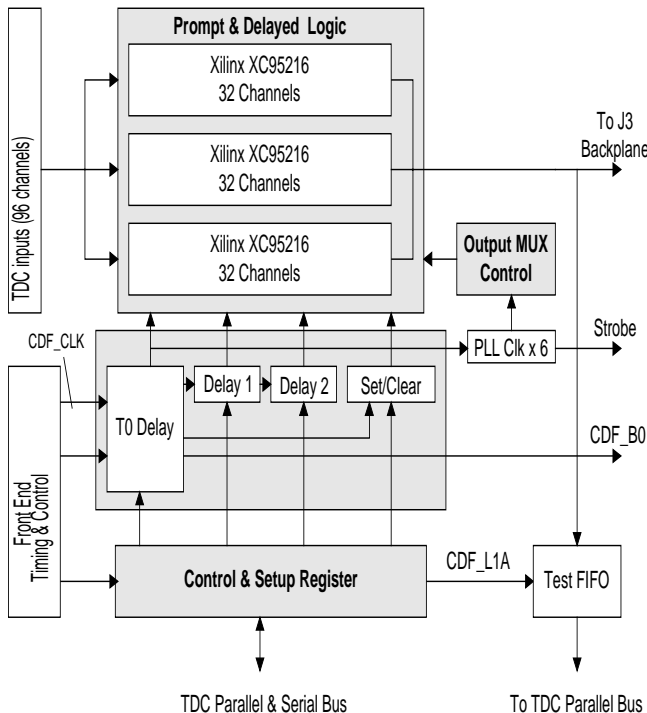 Prompt & Delayed Logic
Xilinx XC95216
32 Channels
Xilinx XC95216
32 Channels
Xilinx XC95216
32 Channels
TDC inputs (96 channels)
To J3
Backplane
Output MUX
Control
CDF_CLK
PLL Clk x 6
Strobe
T0 Delay
Delay 1
Delay 2
Set/Clear
CDF_B0
Front End
Timing & Control
Control & Setup Register
CDF_L1A
Test FIFO
TDC Parallel & Serial Bus
To TDC Parallel Bus